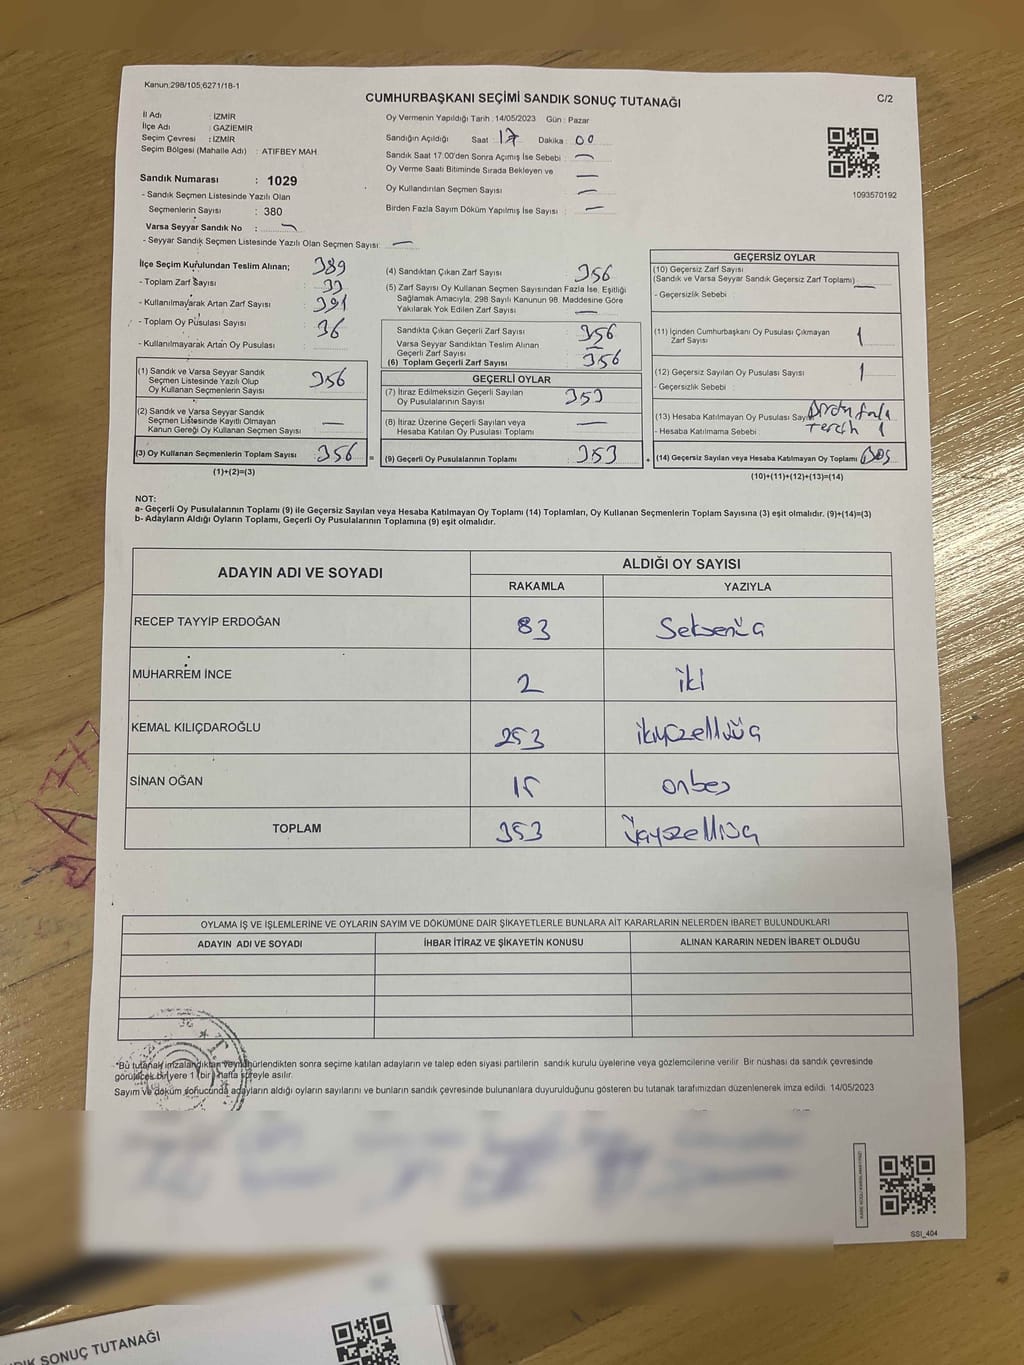 Kanun:298/105;6271/18-1
CUMHURBAŞKANI SEÇİMİ SANDIK SONUÇ TUTANAĞI
C/2
İl Adı : İZMİR
İlçe Adı : GAZİEMİR
Seçim Çevresi : İZMİR
Seçim Bölgesi (Mahalle Adı) : ATIFBEY MAH
Sandık Numarası : 1029
- Sandık Seçmen Listesinde Yazılı Olan
Seçmenlerin Sayısı : 380
Varsa Seyyar Sandık No : —
- Seyyar Sandık Seçmen Listesinde Yazılı Olan Seçmen Sayısı: —
Oy Vermenin Yapıldığı Tarih : 14/05/2023 Gün : Pazar
Sandığın Açıldığı Saat : 17 Dakika : 00
Sandık Saat 17.00'den Sonra Açımış İse Sebebi : —
Oy Verme Saati Bitiminde Sırada Bekleyen ve
Oy Kullandırılan Seçmen Sayısı : —
Birden Fazla Sayım Döküm Yapılmış İse Sayısı : —
1093570192
İlçe Seçim Kurulundan Teslim Alınan; 389
- Toplam Zarf Sayısı : 33
- Kullanılmayarak Artan Zarf Sayısı : 391
- Toplam Oy Pusulası Sayısı : 36
- Kullanılmayarak Artan Oy Pusulası :
(1) Sandık ve Varsa Seyyar Sandık
Seçmen Listesinde Yazılı Olup
Oy Kullanan Seçmenlerin Sayısı : 356
(2) Sandık ve Varsa Seyyar Sandık
Seçmen Listesinde Kayıtlı Olmayan
Kanun Gereği Oy Kullanan Seçmen Sayısı : —
(3) Oy Kullanan Seçmenlerin Toplam Sayısı : 356 =
(1)+(2)=(3)
(4) Sandıktan Çıkan Zarf Sayısı : 356
(5) Zarf Sayısı Oy Kullanan Seçmen Sayısından Fazla İse, Eşitliği
Sağlamak Amacıyla, 298 Sayılı Kanunun 98. Maddesine Göre
Yakılarak Yok Edilen Zarf Sayısı : —
Sandıkta Çıkan Geçerli Zarf Sayısı : 356
Varsa Seyyar Sandıktan Teslim Alınan
Geçerli Zarf Sayısı : —
(6) Toplam Geçerli Zarf Sayısı : 356
GEÇERLİ OYLAR
(7) İtiraz Edilmeksizin Geçerli Sayılan
Oy Pusulalarının Sayısı : 353
(8) İtiraz Üzerine Geçerli Sayılan veya
Hesaba Katılan Oy Pusulası Toplamı : —
(9) Geçerli Oy Pusulalarının Toplamı : 353 +
GEÇERSİZ OYLAR
(10) Geçersiz Zarf Sayısı
(Sandık ve Varsa Seyyar Sandık Geçersiz Zarf Toplamı) : —
- Geçersizlik Sebebi :
(11) İçinden Cumhurbaşkanı Oy Pusulası Çıkmayan
Zarf Sayısı : 1
(12) Geçersiz Sayılan Oy Pusulası Sayısı : 1
- Geçersizlik Sebebi :
(13) Hesaba Katılmayan Oy Pusulası Sayısı
- Hesaba Katılmama Sebebi : Tercih 1
(14) Geçersiz Sayılan veya Hesaba Katılmayan Oy Toplamı : Boş
(10)+(11)+(12)+(13)=(14)
NOT:
a- Geçerli Oy Pusulalarının Toplamı (9) ile Geçersiz Sayılan veya Hesaba Katılmayan Oy Toplamı (14) Toplamları, Oy Kullanan Seçmenlerin Toplam Sayısına (3) eşit olmalıdır. (9)+(14)=(3)
b- Adayların Aldığı Oyların Toplamı, Geçerli Oy Pusulalarının Toplamına (9) eşit olmalıdır.
ADAYIN ADI VE SOYADI ALDIĞI OY SAYISI
RAKAMLA YAZIYLA
RECEP TAYYİP ERDOĞAN 83 Seksenüç
MUHARREM İNCE 2 iki
KEMAL KILIÇDAROĞLU 253 ikiyüzelliüç
SİNAN OĞAN 15 onbeş
TOPLAM 353 üçyüzelliüç
OYLAMA İŞ VE İŞLEMLERİNE VE OYLARIN SAYIM VE DÖKÜMÜNE DAİR ŞİKAYETLERLE BUNLARA AİT KARARLARIN NELERDEN İBARET BULUNDUKLARI
ADAYIN ADI VE SOYADI İHBAR İTİRAZ VE ŞİKAYETİN KONUSU ALINAN KARARIN NEDEN İBARET OLDUĞU
*Bu tutanak imzalandıktan ve mühürlendikten sonra seçime katılan adayların ve talep eden siyasi partilerin sandık kurulu üyelerine veya gözlemcilerine verilir Bir nüshası da sandık çevresinde
görülecek bir yere 1 (bir) hafta süreyle asılır.
Sayım ve döküm sonucunda adayların aldığı oyların sayılarını ve bunların sandık çevresinde bulunanlara duyurulduğunu gösteren bu tutanak tarafımızdan düzenlenerek imza edildi. 14/05/2023
SSI_404
SONUÇ TUTANAĞI